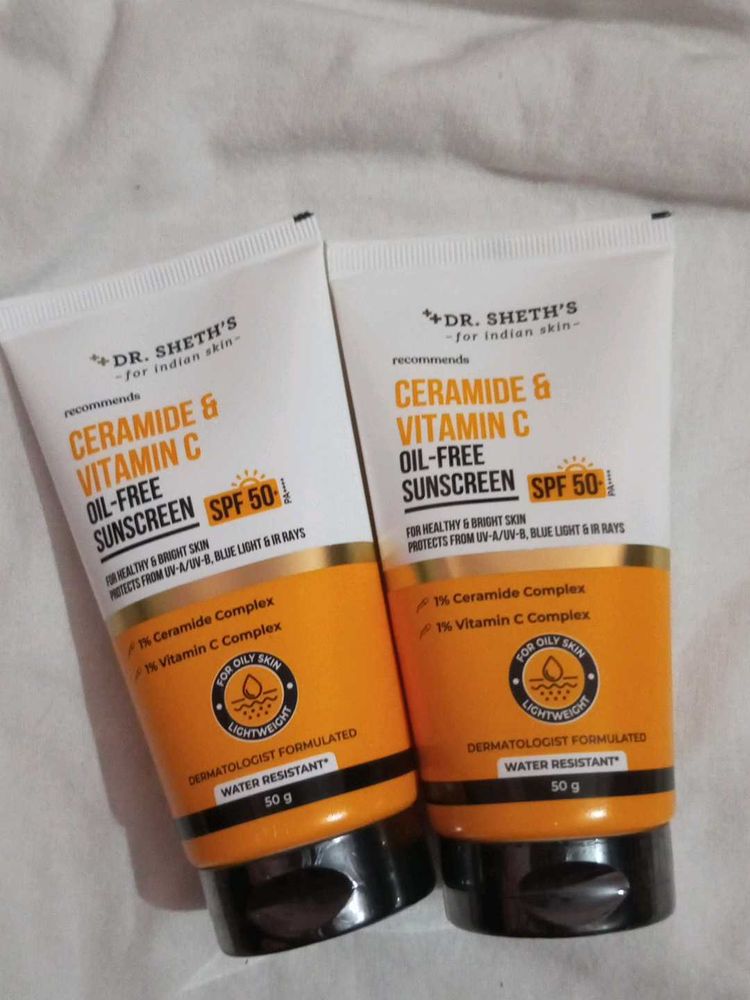 DR. SHETH'S
-for indian skin-
recommends
CERAMIDE &
VITAMIN C
OIL-FREE
SUNSCREEN
SPF 50+
PA++++
FOR HEALTHY & BRIGHT SKIN
PROTECTS FROM UV-A/UV-B, BLUE LIGHT & IR RAYS
1% Ceramide Complex
1% Vitamin C Complex
FOR OILY SKIN
LIGHTWEIGHT
DERMATOLOGIST FORMULATED
WATER RESISTANT*
50 g
DR. SHETH'S
-for indian skin-
recommends
CERAMIDE &
VITAMIN C
OIL-FREE
SUNSCREEN
SPF 50+
PA++++
FOR HEALTHY & BRIGHT SKIN
PROTECTS FROM UV-A/UV-B, BLUE LIGHT & IR RAYS
1% Ceramide Complex
1% Vitamin C Complex
FOR OILY SKIN
LIGHTWEIGHT
DERMATOLOGIST FORMULATED
WATER RESISTANT*
50 g